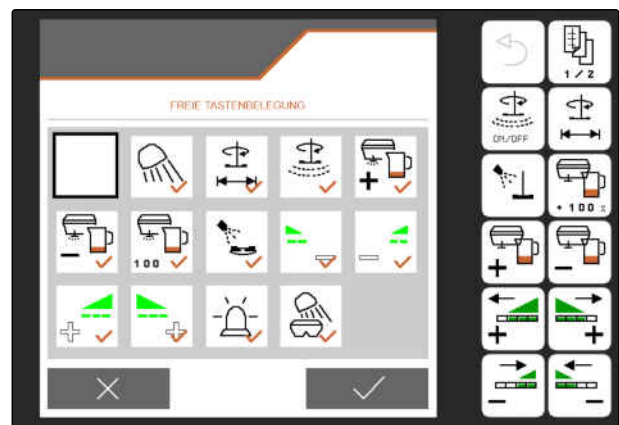 1 / 2
FREIE TASTENBELEGUNG
ON/OFF
+
+ 100 %
- 100
+ -
+ +
- -